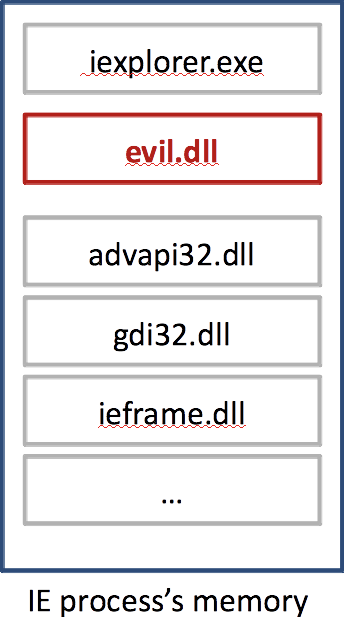 iexplorer.exe
evil.dll
advapi32.dll
gdi32.dll
ieframe.dll
...
IE process's memory